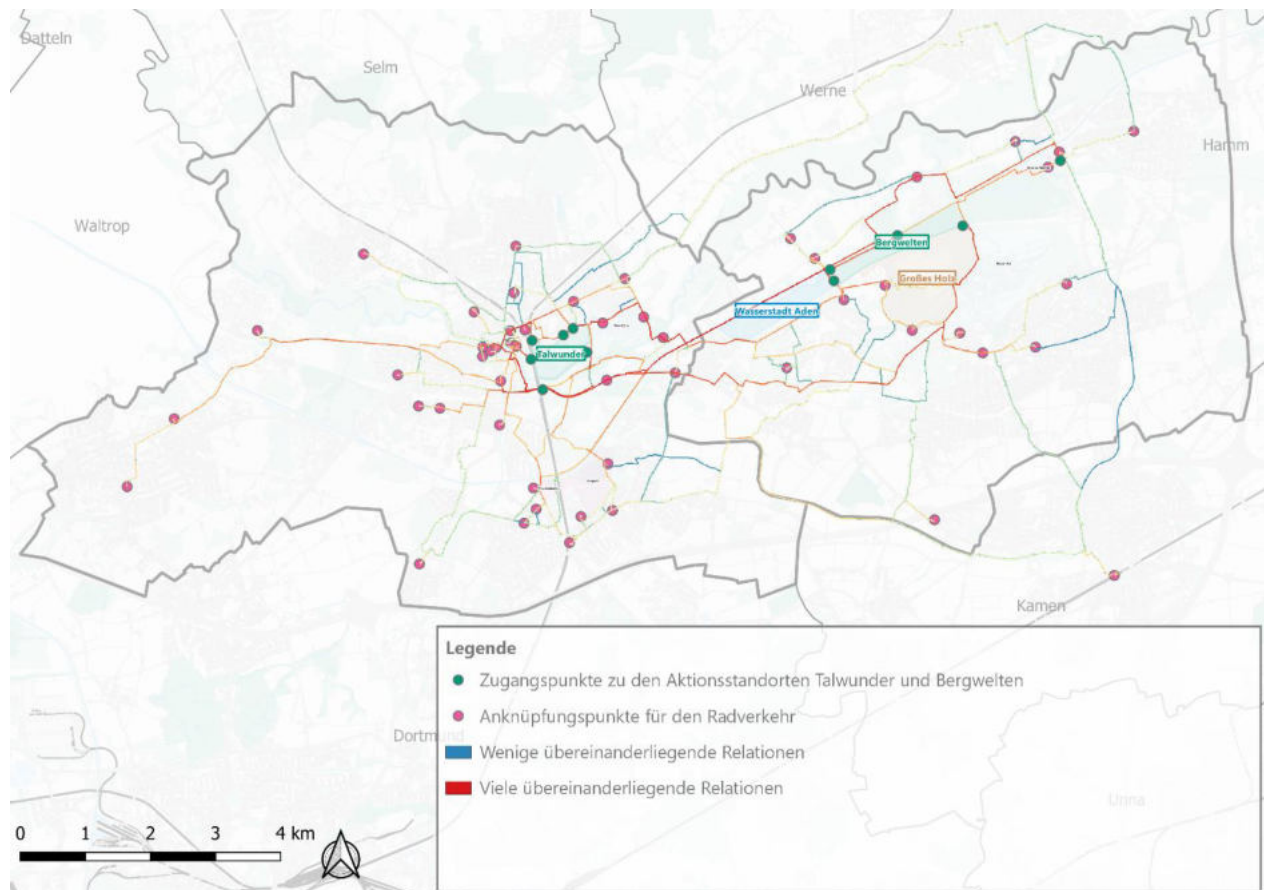 Datteln
Selm
Werne
Hamm
Waltrop
Bergwelten
Großes Holz
Wasserstadt Aden
Talwunder
Kamen
Dortmund
Unna
Legende
Zugangspunkte zu den Aktionsstandorten Talwunder und Bergwelten
Anknüpfungspunkte für den Radverkehr
Wenige übereinanderliegende Relationen
Viele übereinanderliegende Relationen
0 1 2 3 4 km